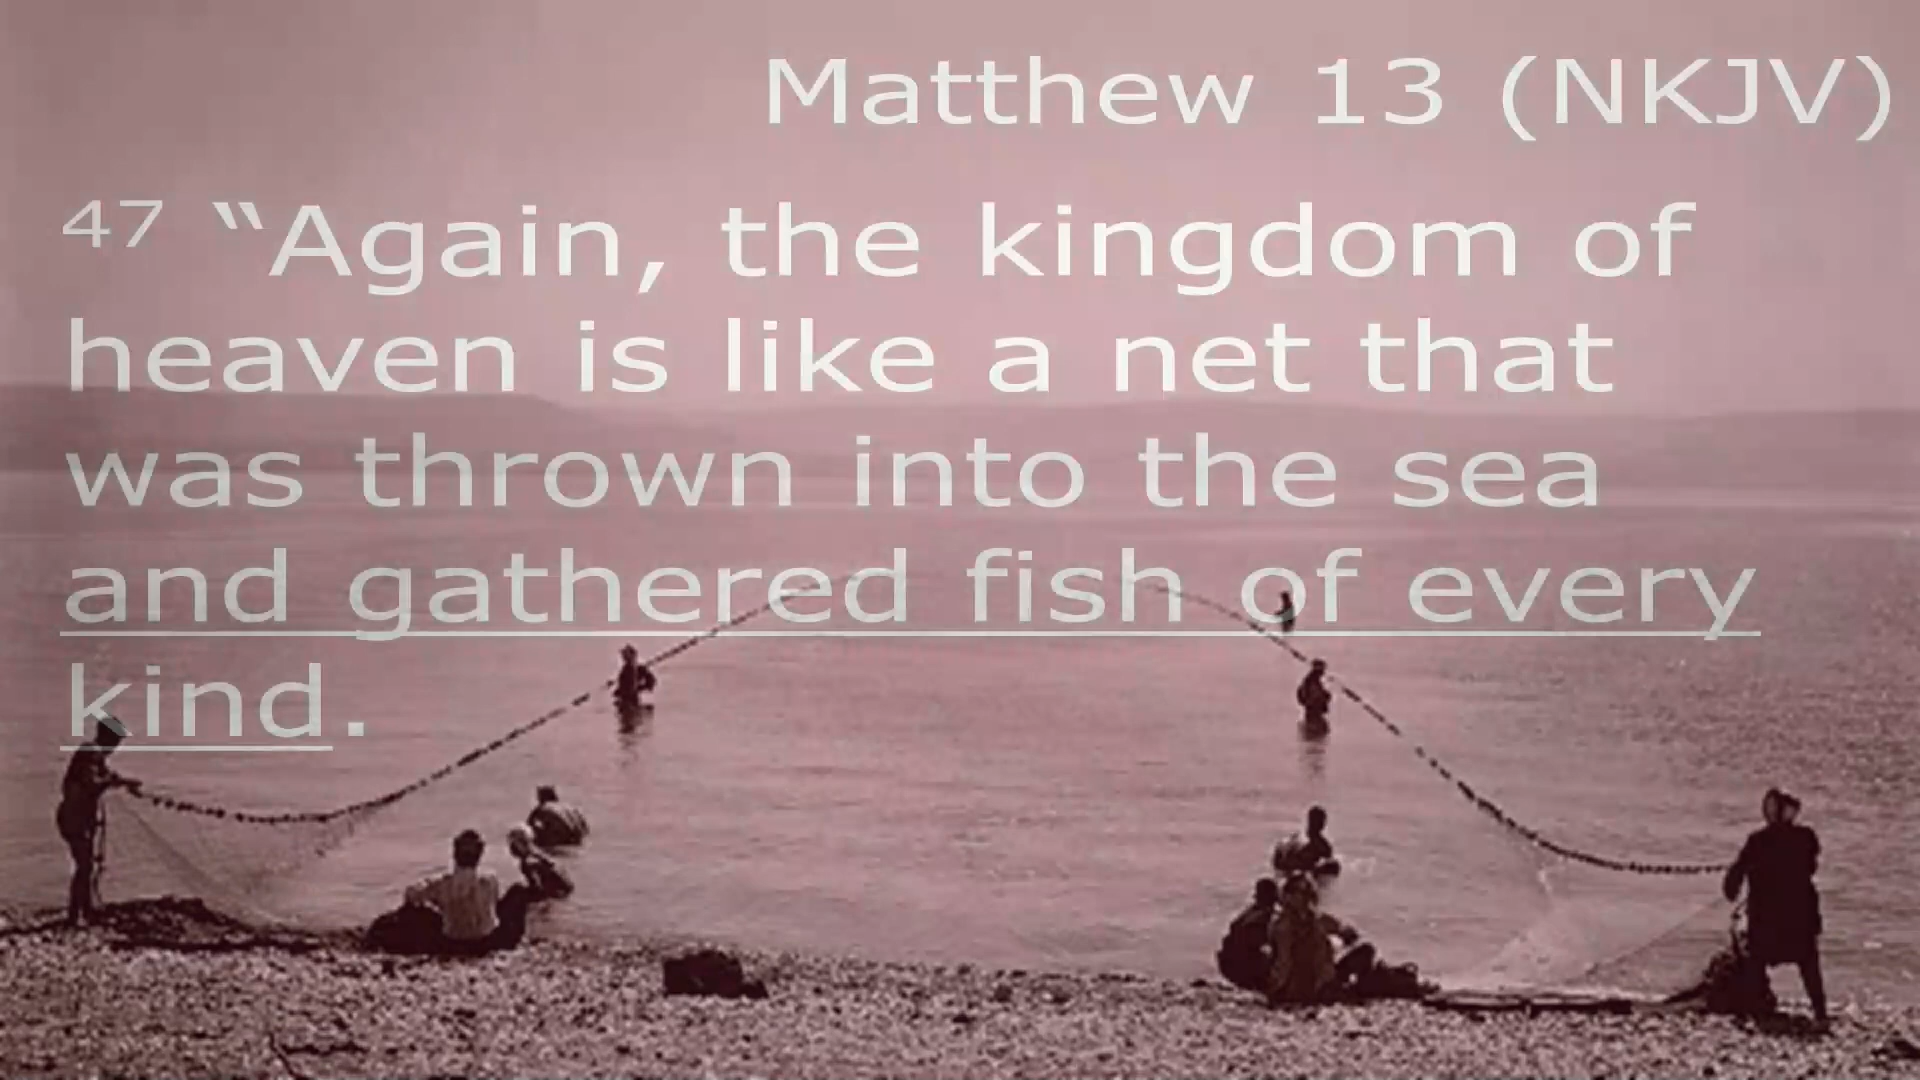 Matthew 13 (NKJV)
47 “Again, the kingdom of
heaven is like a net that
was thrown into the sea
and gathered fish of every
kind.